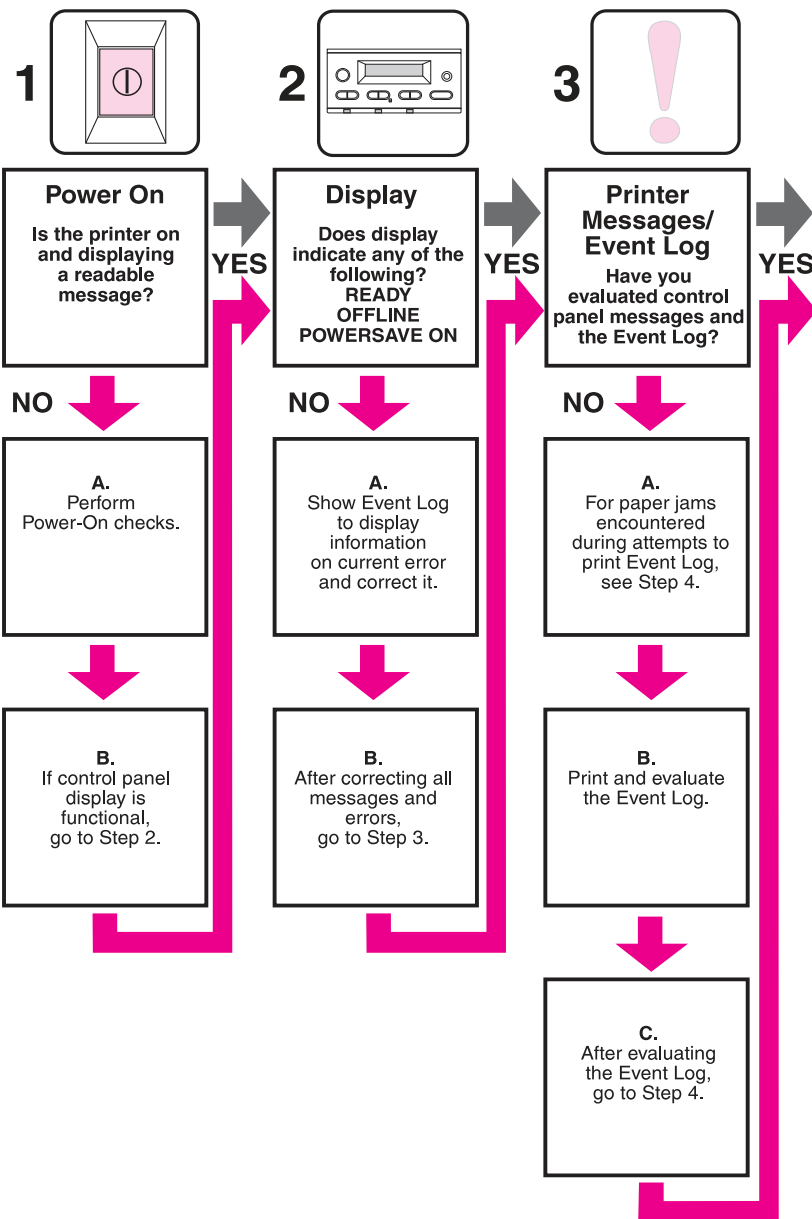 1
Power On
Is the printer on
and displaying
a readable
message?
YES
NO
A.
Perform
Power-On checks.
B.
If control panel
display is
functional,
go to Step 2.
2
Display
Does display
indicate any of the
following?
READY
OFFLINE
POWERSAVE ON
YES
NO
A.
Show Event Log
to display
information
on current error
and correct it.
B.
After correcting all
messages and
errors,
go to Step 3.
3
Printer
Messages/
Event Log
Have you
evaluated control
panel messages and
the Event Log?
YES
NO
A.
For paper jams
encountered
during attempts to
print Event Log,
see Step 4.
B.
Print and evaluate
the Event Log.
C.
After evaluating
the Event Log,
go to Step 4.